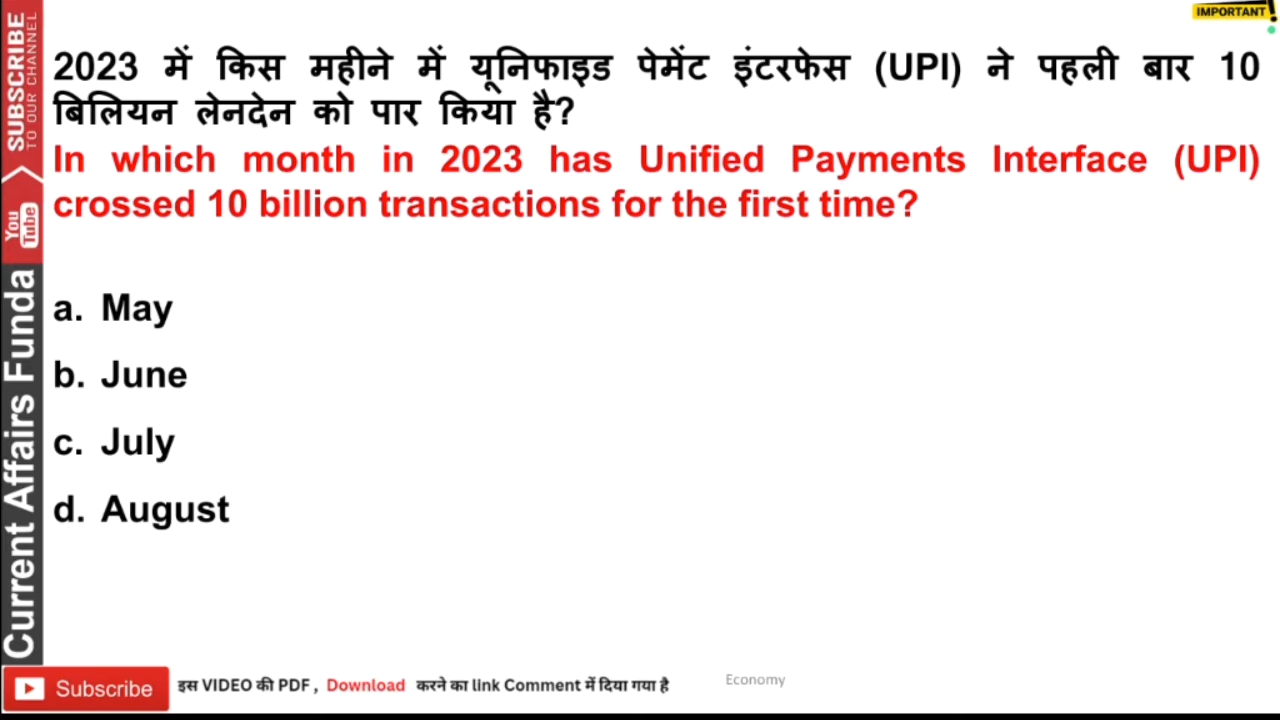 IMPORTANT!
2023 में किस महीने में यूनिफाइड पेमेंट इंटरफेस (UPI) ने पहली बार 10
बिलियन लेनदेन को पार किया है?
In which month in 2023 has Unified Payments Interface (UPI)
crossed 10 billion transactions for the first time?
a. May
b. June
c. July
d. August
SUBSCRIBE
TO OUR CHANNEL
You
Tube
Current Affairs Funda
Subscribe
इस VIDEO की PDF , Download करने का link Comment में दिया गया है
Economy